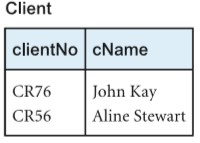 Client
clientNo cName
CR76 John Kay
CR56 Aline Stewart